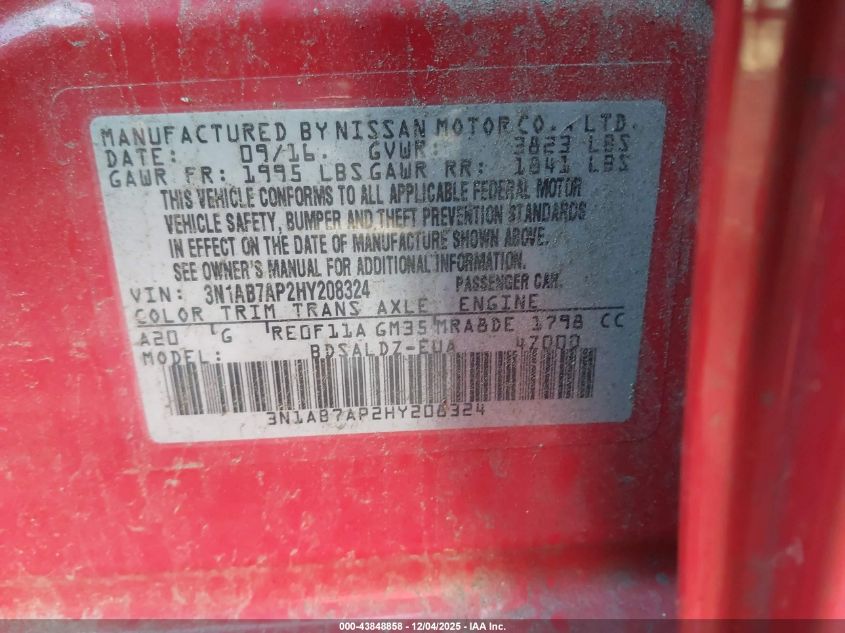 MANUFACTURED BY NISSAN MOTOR CO., LTD.
DATE: 09/16. GVWR: 3823 LBS
GAWR FR: 1995 LBS GAWR RR: 1841 LBS
THIS VEHICLE CONFORMS TO ALL APPLICABLE FEDERAL MOTOR
VEHICLE SAFETY, BUMPER AND THEFT PREVENTION STANDARDS
IN EFFECT ON THE DATE OF MANUFACTURE SHOWN ABOVE.
SEE OWNER'S MANUAL FOR ADDITIONAL INFORMATION.
VIN: 3N1AB7AP2HY208324 PASSENGER CAR.
COLOR TRIM TRANS AXLE ENGINE
A20 G RE0F11A GM35 MRA8DE 1798 CC
MODEL: BDSALDZ-EUA 47000
3N1AB7AP2HY208324
000-43848858 - 12/04/2025 - IAA Inc.